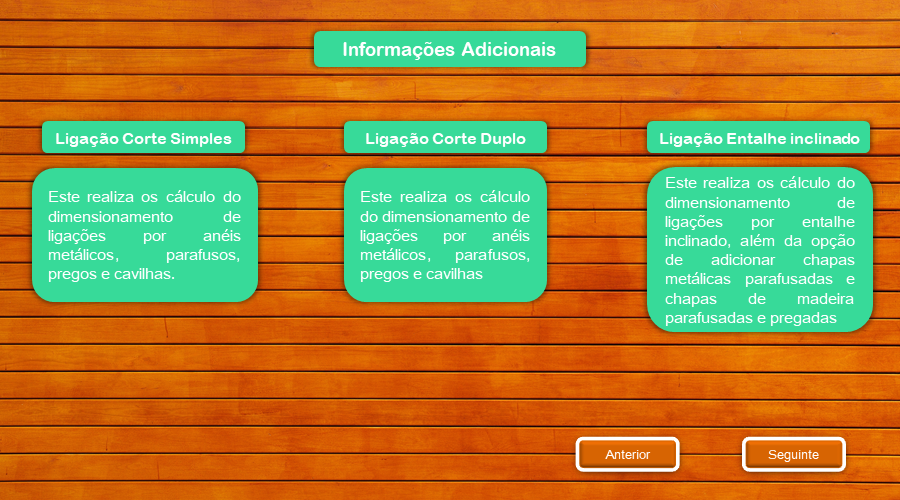 Informações Adicionais
Ligação Corte Simples
Este realiza os cálculo do
dimensionamento de
ligações por anéis
metálicos, parafusos,
pregos e cavilhas.
Ligação Corte Duplo
Este realiza os cálculo
do dimensionamento de
ligações por anéis
metálicos, parafusos,
pregos e cavilhas
Ligação Entalhe inclinado
Este realiza os cálculo do
dimensionamento de
ligações por entalhe
inclinado, além da opção
de adicionar chapas
metálicas parafusadas e
chapas de madeira
parafusadas e pregadas
Anterior
Seguinte